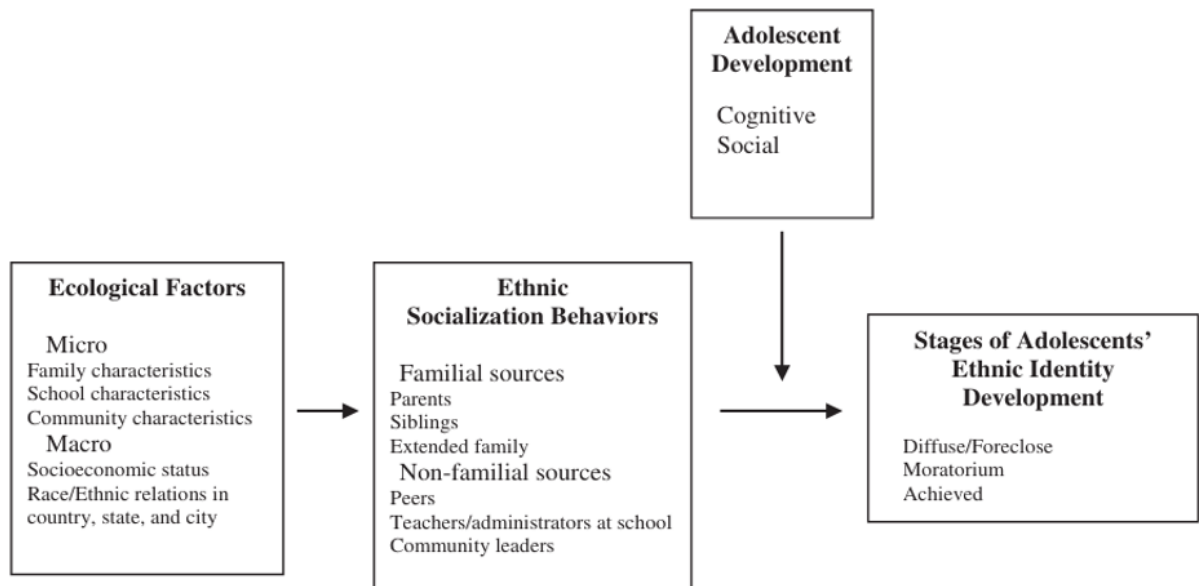 Adolescent
Development
Cognitive
Social
Ecological Factors
Micro
Family characteristics
School characteristics
Community characteristics
Macro
Socioeconomic status
Race/Ethnic relations in
country, state, and city
Ethnic
Socialization Behaviors
Familial sources
Parents
Siblings
Extended family
Non-familial sources
Peers
Teachers/administrators at school
Community leaders
Stages of Adolescents’
Ethnic Identity
Development
Diffuse/Foreclose
Moratorium
Achieved